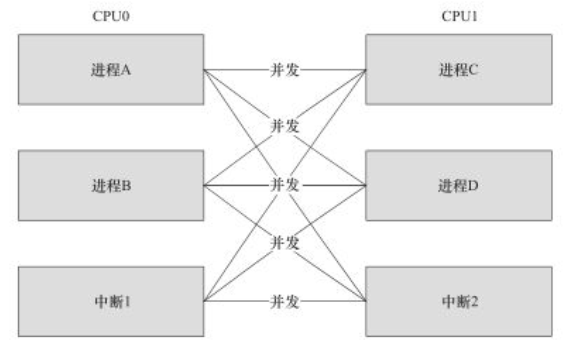 CPU0 CPU1
进程A 并发 进程C
并发
进程B 并发 进程D
并发
中断1 并发 中断2